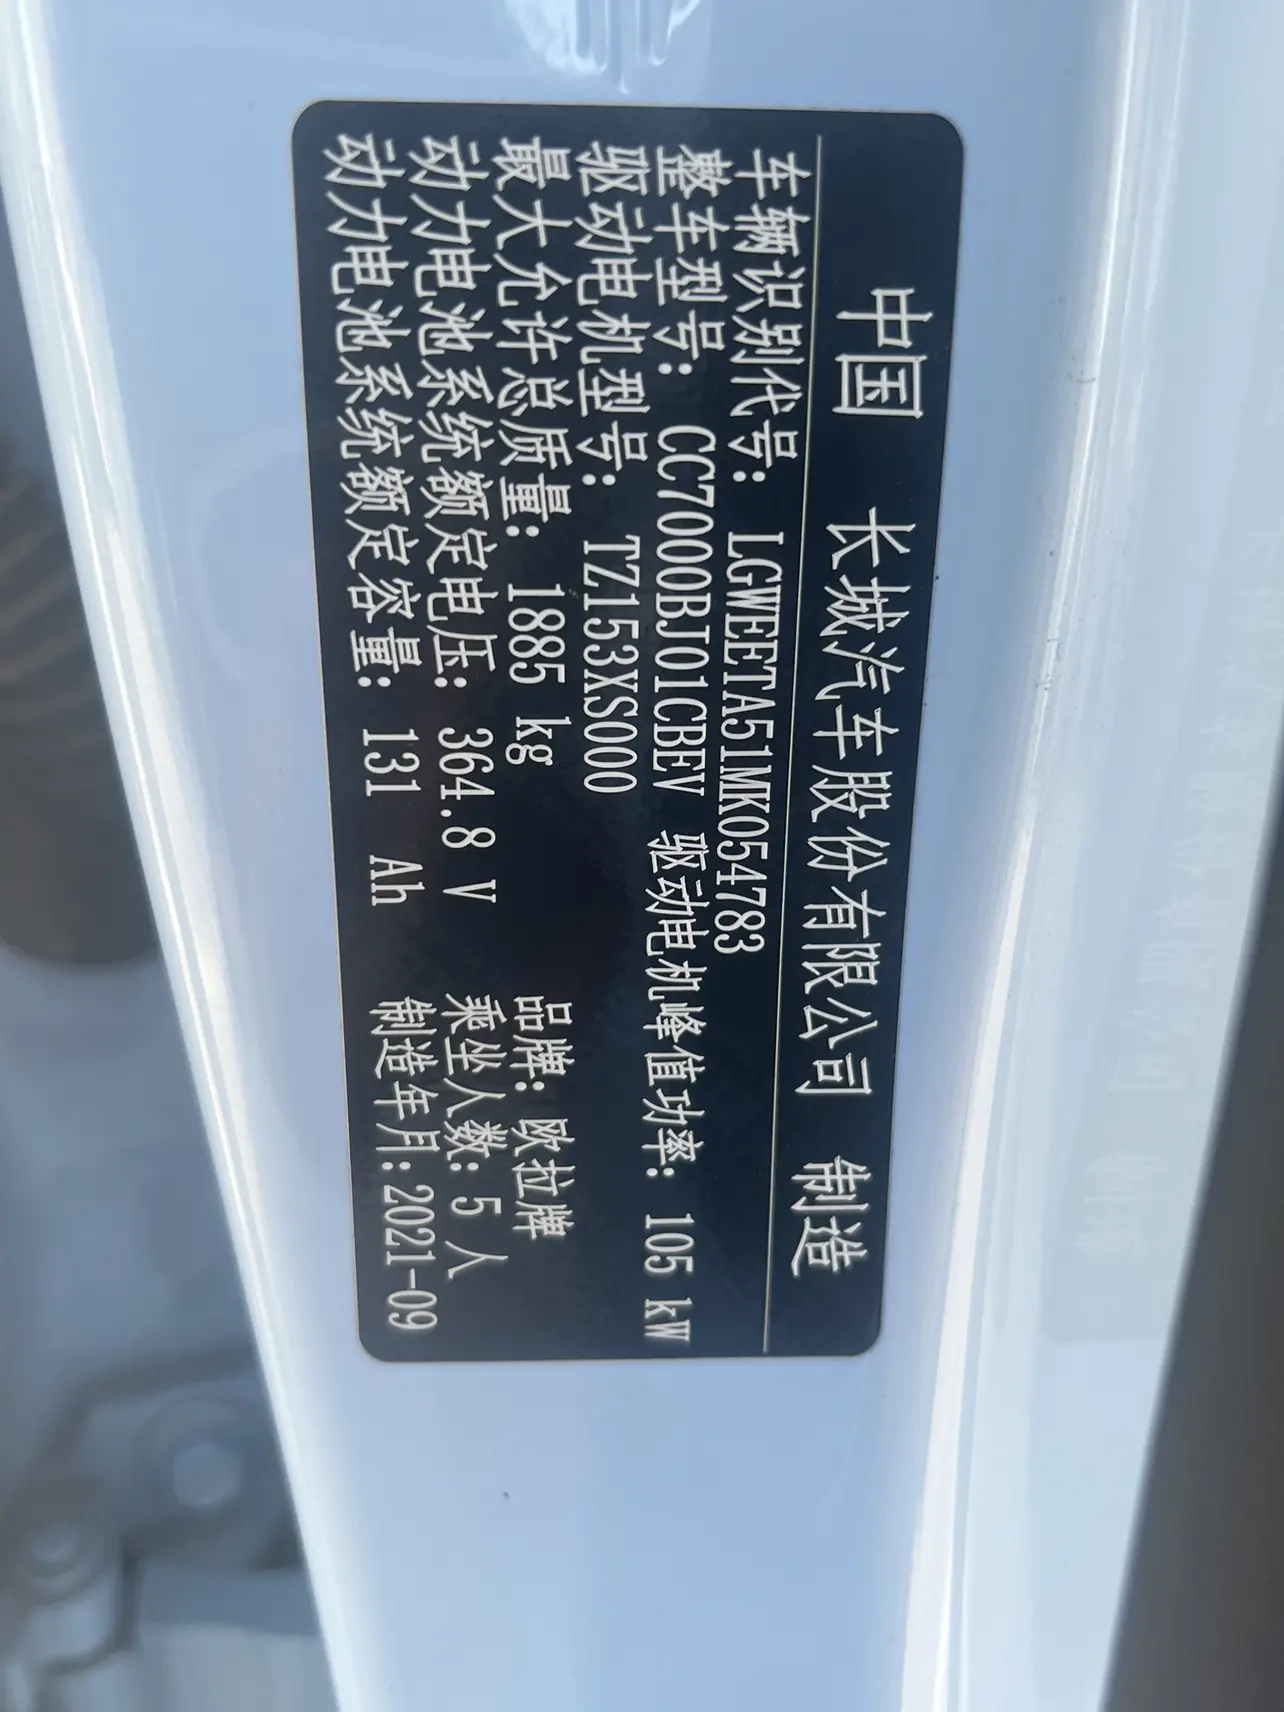 中国 长城汽车股份有限公司 制造
车辆识别代号: LGWEETA51MK054783
整车型号: CC7000BJ01CBEV 驱动电机峰值功率: 105 kW
驱动电机型号: TZ153XS000
最大允许总质量: 1885 kg 品牌: 欧拉牌
动力电池系统额定电压: 364.8 V 乘坐人数: 5 人
动力电池系统额定容量: 131 Ah 制造年月: 2021-09